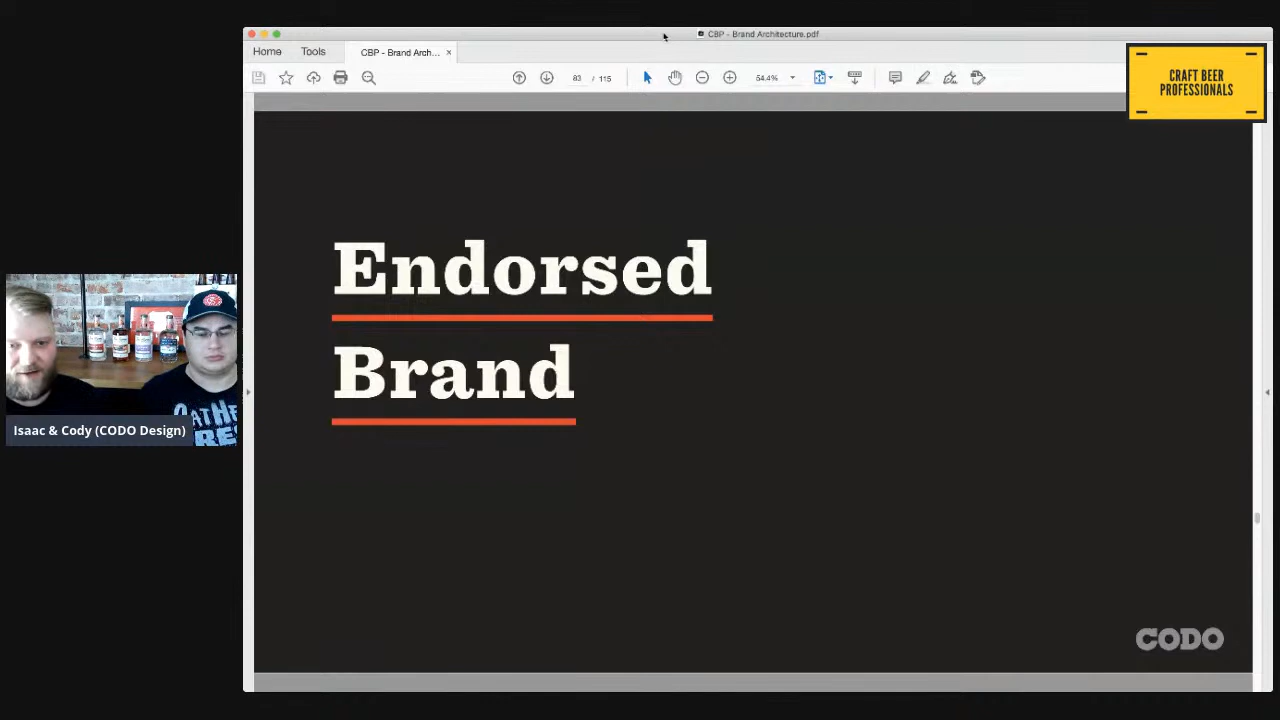 CBP - Brand Architecture.pdf
Home
Tools
CBP - Brand Arch...
×
83 / 115
54.4%
CRAFT BEER
PROFESSIONALS
Endorsed
Brand
Isaac & Cody (CODO Design)
CODO